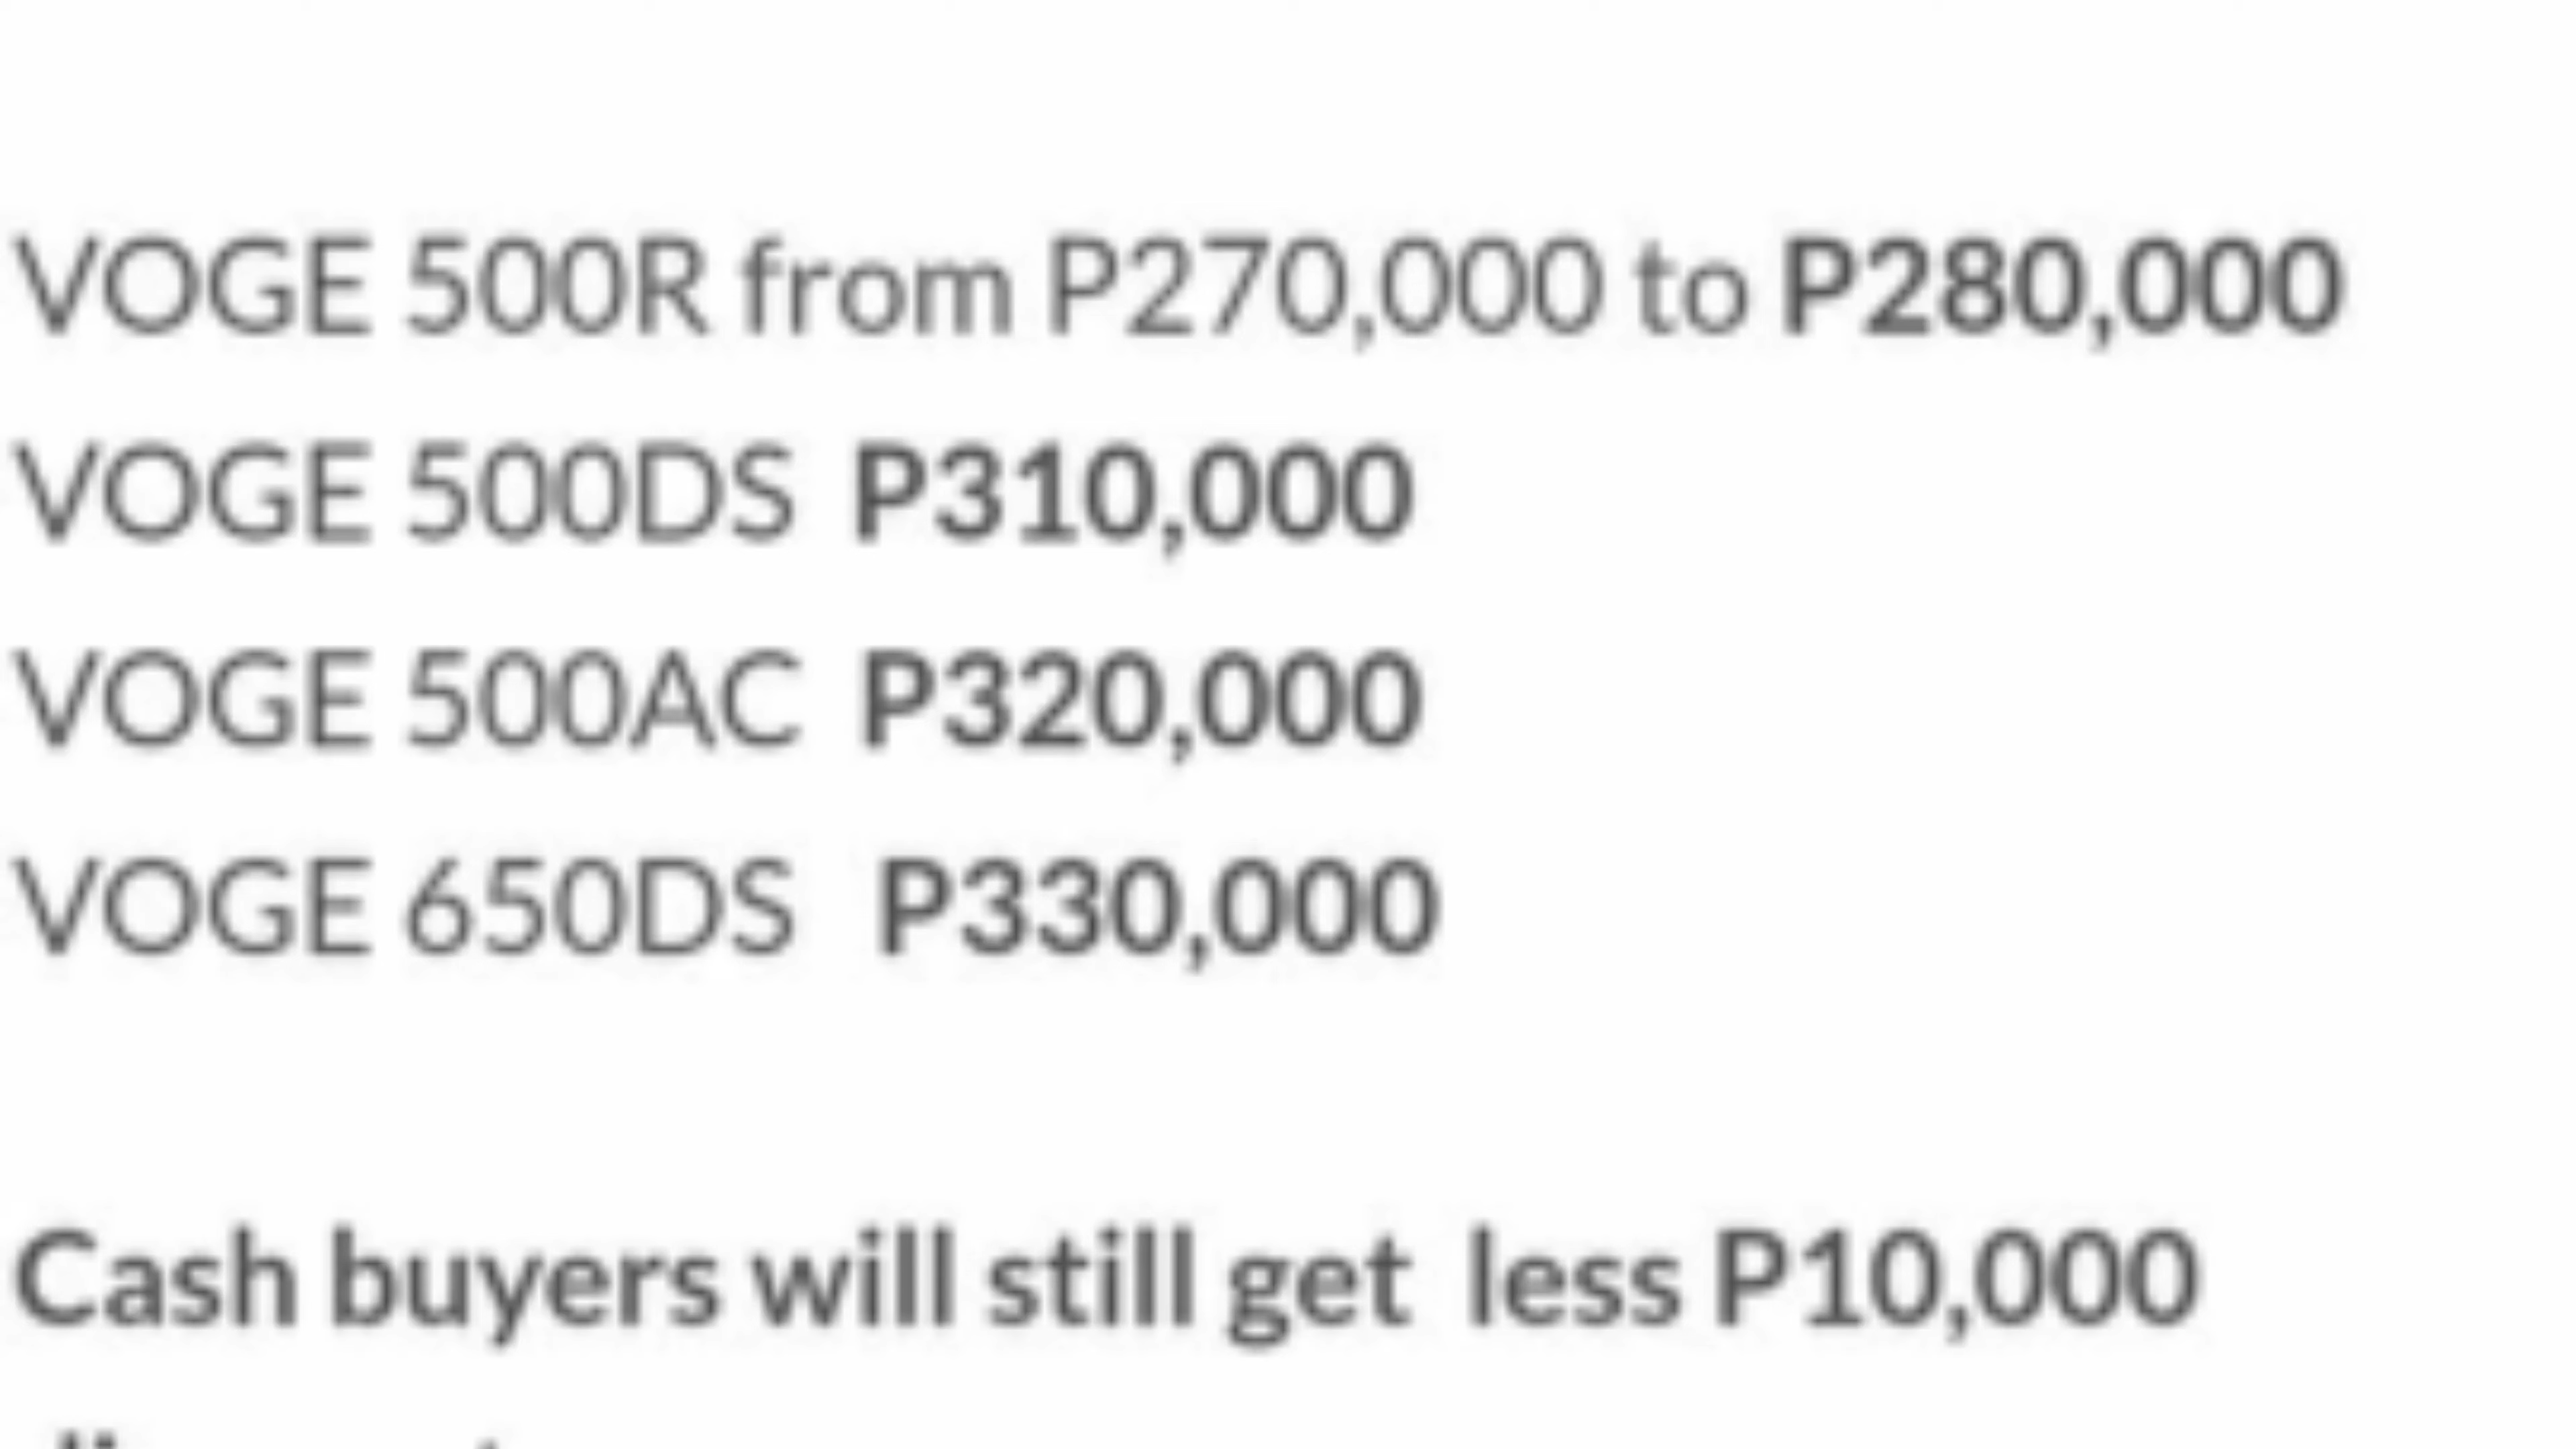 VOGE 500R from P270,000 to P280,000
VOGE 500DS P310,000
VOGE 500AC P320,000
VOGE 650DS P330,000
Cash buyers will still get less P10,000